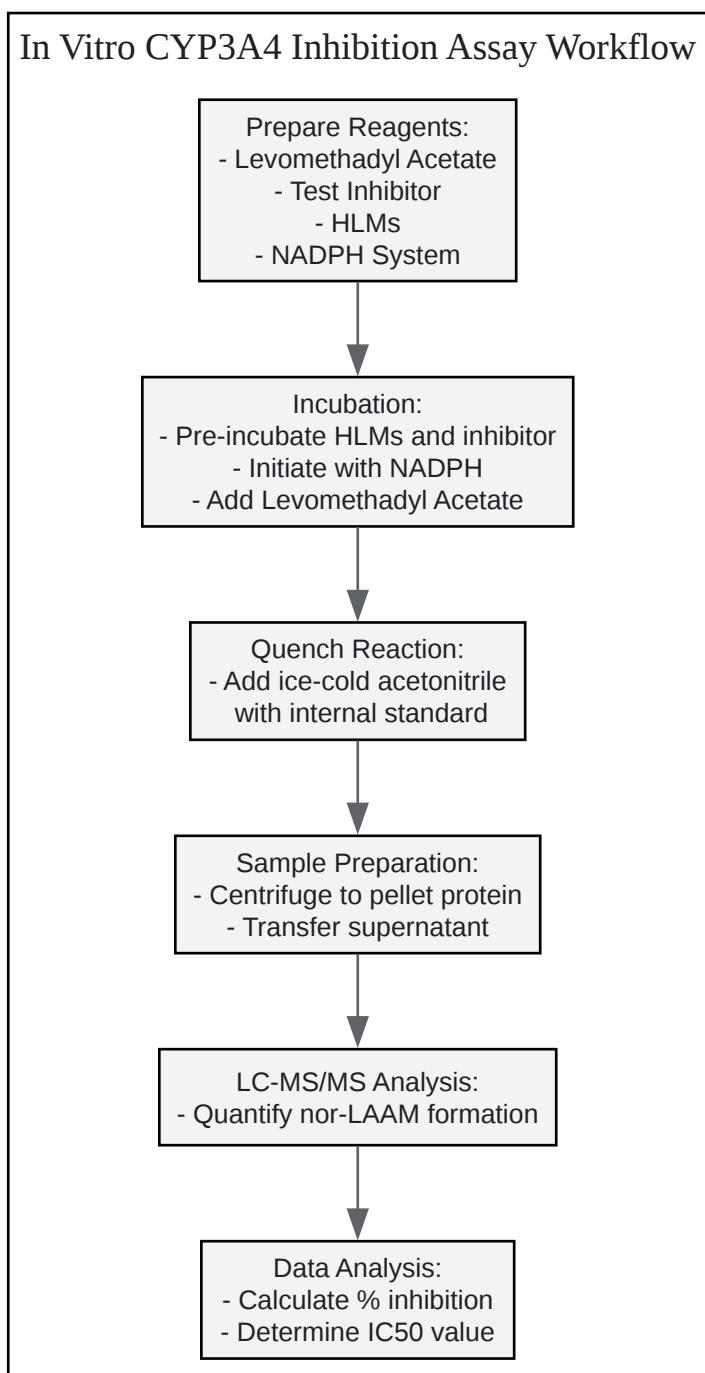 In Vitro CYP3A4 Inhibition Assay Workflow
Prepare Reagents:
- Levomethadyl Acetate
- Test Inhibitor
- HLMs
- NADPH System
Incubation:
- Pre-incubate HLMs and inhibitor
- Initiate with NADPH
- Add Levomethadyl Acetate
Quench Reaction:
- Add ice-cold acetonitrile
with internal standard
Sample Preparation:
- Centrifuge to pellet protein
- Transfer supernatant
LC-MS/MS Analysis:
- Quantify nor-LAAM formation
Data Analysis:
- Calculate % inhibition
- Determine IC50 value